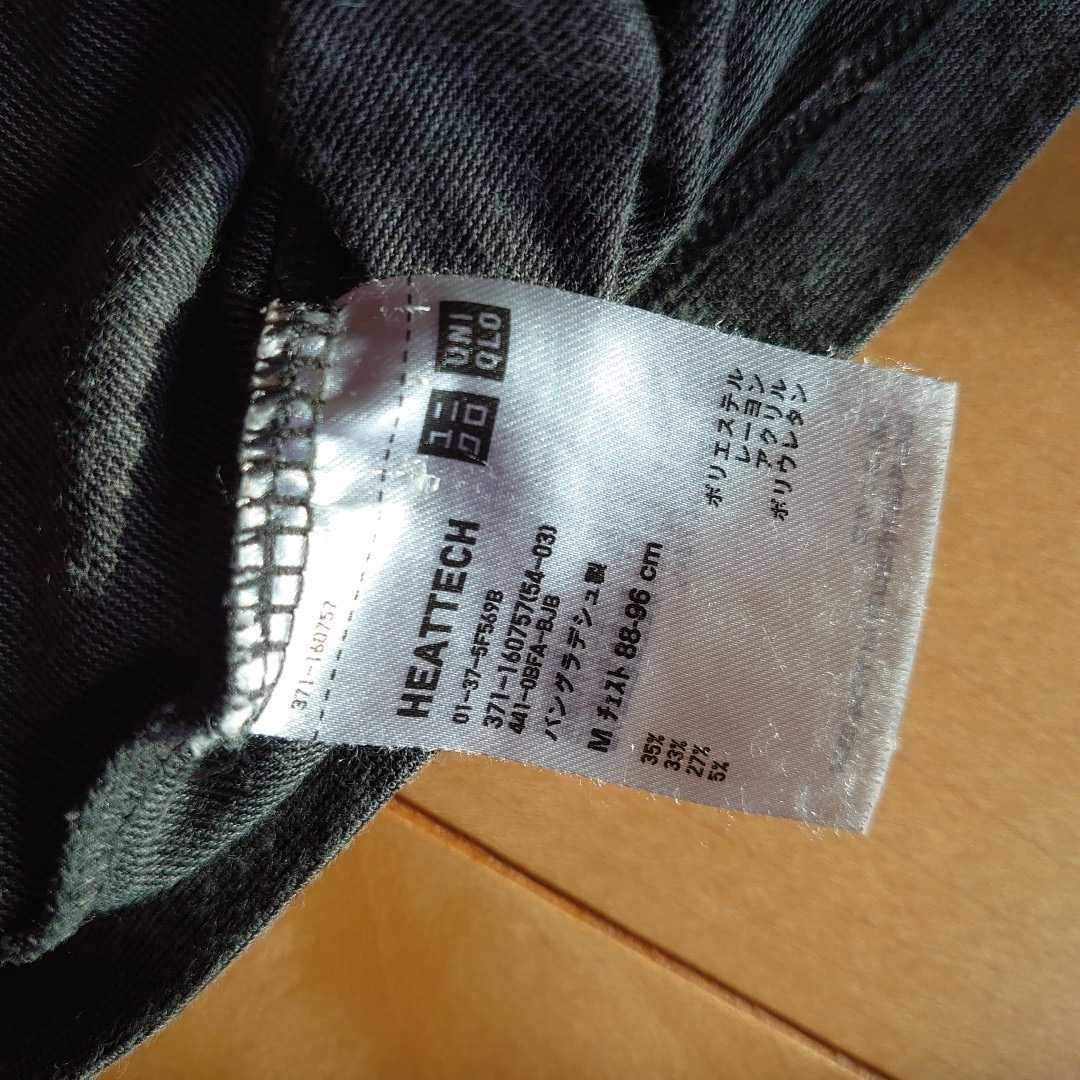 371-160757
UNI
QLO
ユニ
クロ
HEATTECH
01-37-5F569B
371-160757(54-03)
441-0BFA-BJB
バングラデシュ製
M チェスト 88-96 cm
35% ポリエステル
33% レーヨン
27% アクリル
5% ポリウレタン